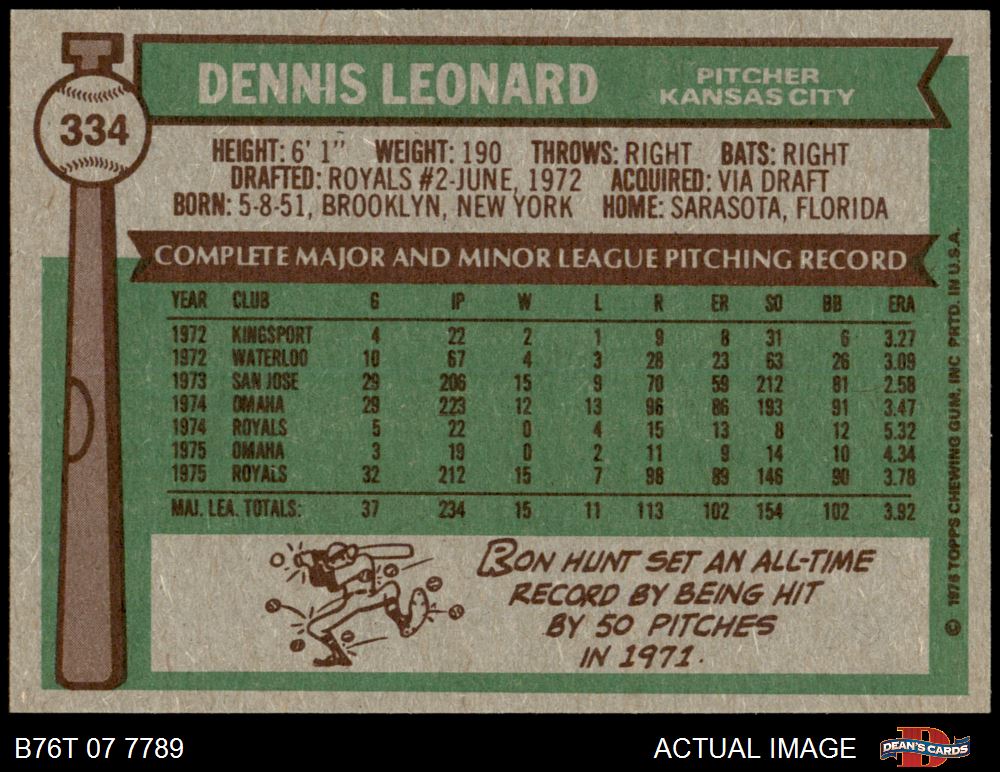 334
DENNIS LEONARD
PITCHER
KANSAS CITY
HEIGHT: 6' 1" WEIGHT: 190 THROWS: RIGHT BATS: RIGHT
DRAFTED: ROYALS #2-JUNE, 1972 ACQUIRED: VIA DRAFT
BORN: 5-8-51, BROOKLYN, NEW YORK HOME: SARASOTA, FLORIDA
COMPLETE MAJOR AND MINOR LEAGUE PITCHING RECORD
YEAR CLUB G IP W L R ER SO BB ERA
1972 KINGSPORT 4 22 2 1 9 8 31 6 3.27
1972 WATERLOO 10 67 4 3 28 23 63 26 3.09
1973 SAN JOSE 29 206 15 9 70 59 212 81 2.58
1974 OMAHA 29 223 12 13 96 86 193 91 3.47
1974 ROYALS 5 22 0 4 15 13 8 12 5.32
1975 OMAHA 3 19 0 2 11 9 14 10 4.34
1975 ROYALS 32 212 15 7 98 89 146 90 3.78
MAJ. LEA. TOTALS: 37 234 15 11 113 102 154 102 3.92
RON HUNT SET AN ALL-TIME
RECORD BY BEING HIT
BY 50 PITCHES
IN 1971.
© 1976 TOPPS CHEWING GUM, INC PRTD. IN U.S.A.
B76T 07 7789
ACTUAL IMAGE
DEAN'S CARDS